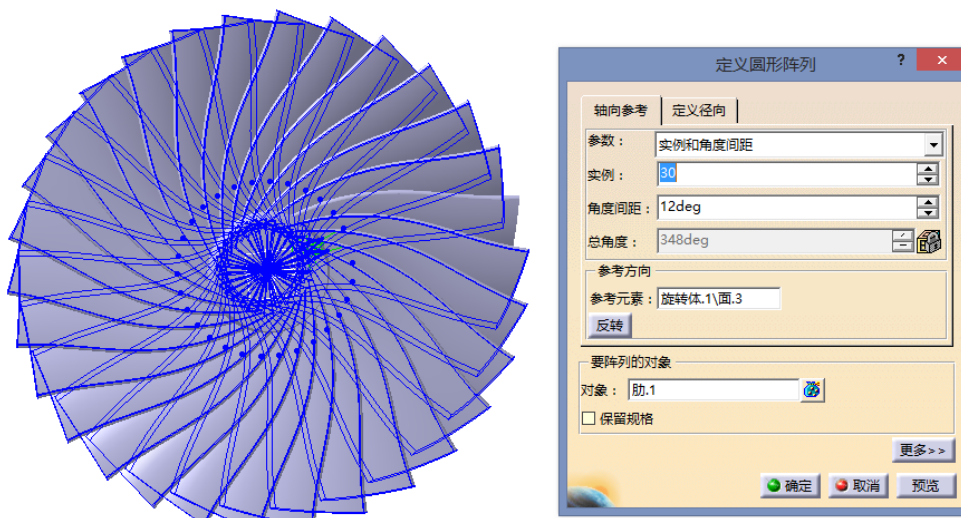 定义圆形阵列 ? ×
轴向参考 定义径向
参数： 实例和角度间距
实例： 30
角度间距： 12deg
总角度： 348deg
参考方向
参考元素： 旋转体.1\面.3
反转
要阵列的对象
对象： 肋.1
保留规格
更多>>
确定 取消 预览